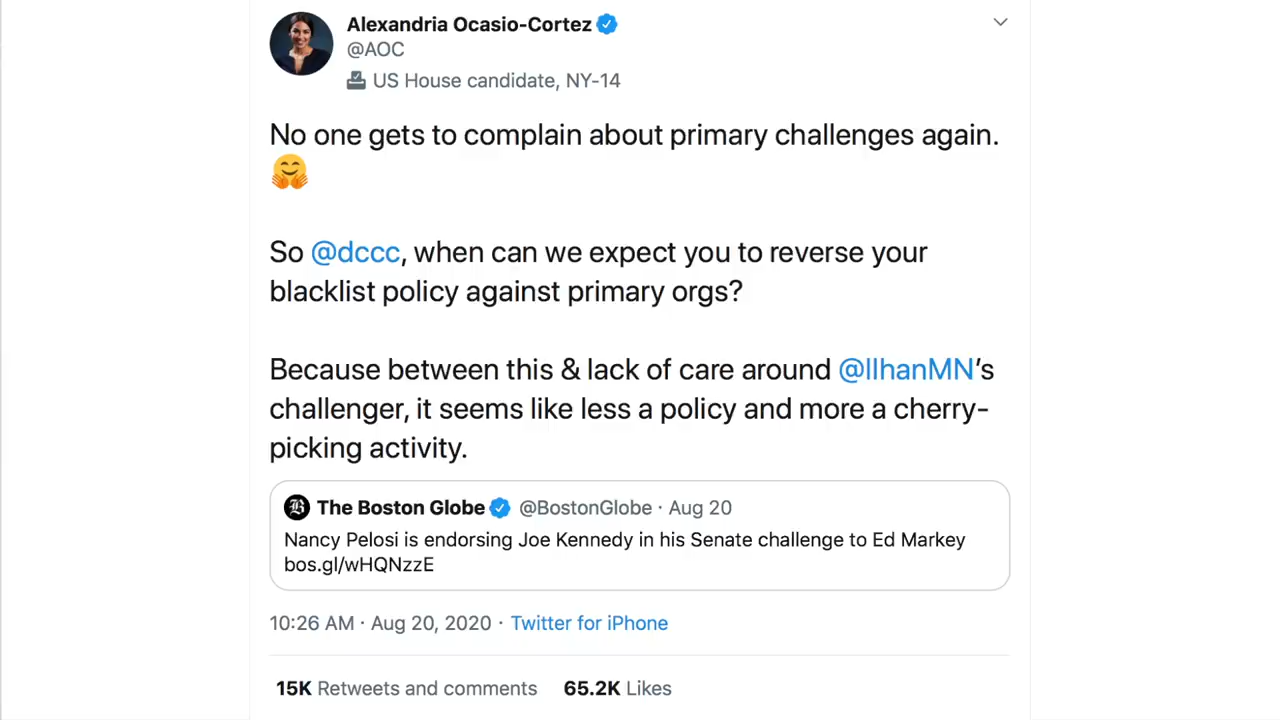 Alexandria Ocasio-Cortez
@AOC
US House candidate, NY-14
No one gets to complain about primary challenges again.
🤗
So @dccc, when can we expect you to reverse your
blacklist policy against primary orgs?
Because between this & lack of care around @IlhanMN's
challenger, it seems like less a policy and more a cherry-
picking activity.
The Boston Globe @BostonGlobe · Aug 20
Nancy Pelosi is endorsing Joe Kennedy in his Senate challenge to Ed Markey
bos.gl/wHQNzzE
10:26 AM · Aug 20, 2020 · Twitter for iPhone
15K Retweets and comments 65.2K Likes